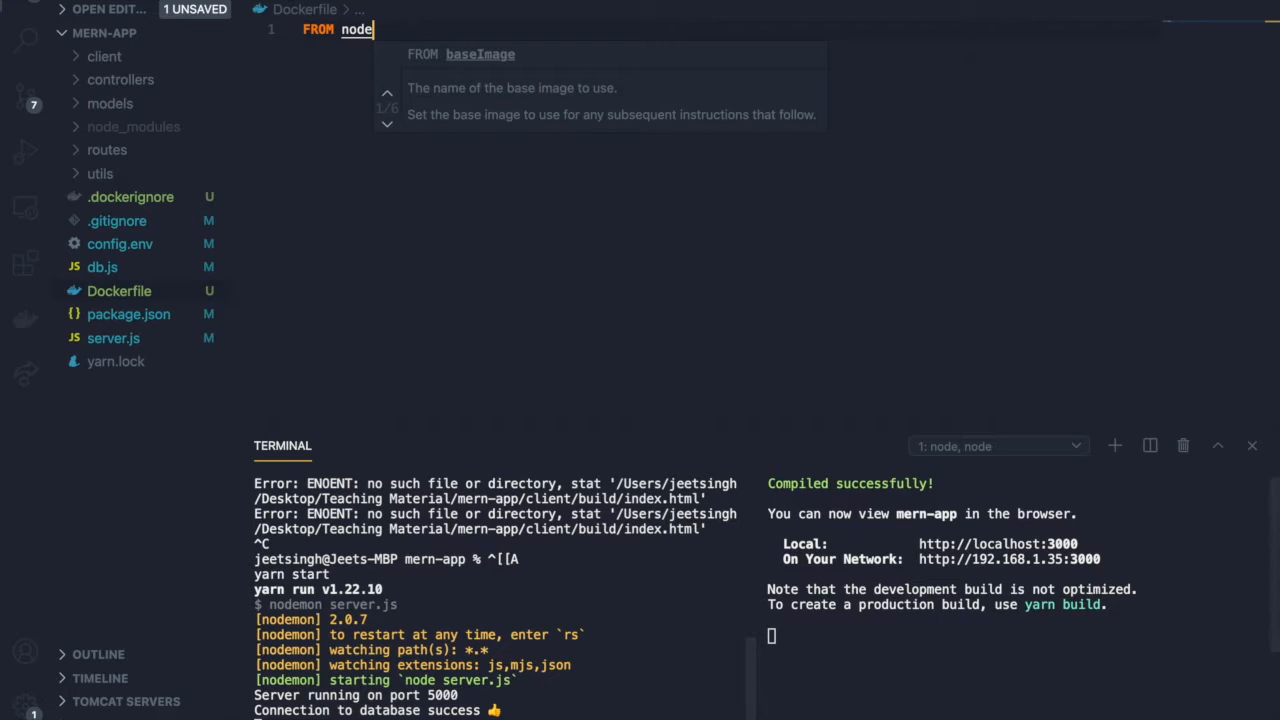 OPEN EDIT... 1 UNSAVED
MERN-APP
client
controllers
models
node_modules
routes
utils
.dockerignore U
.gitignore M
config.env M
JS db.js M
Dockerfile U
{} package.json M
JS server.js M
yarn.lock
7
OUTLINE
TIMELINE
TOMCAT SERVERS
1
Dockerfile > ...
1 FROM node
FROM baseImage
The name of the base image to use.
1/6
Set the base image to use for any subsequent instructions that follow.
TERMINAL
1: node, node
Error: ENOENT: no such file or directory, stat '/Users/jeetsingh
/Desktop/Teaching Material/mern-app/client/build/index.html'
Error: ENOENT: no such file or directory, stat '/Users/jeetsingh
/Desktop/Teaching Material/mern-app/client/build/index.html'
^C
jeetsingh@Jeets-MBP mern-app % ^[[A
yarn start
yarn run v1.22.10
$ nodemon server.js
[nodemon] 2.0.7
[nodemon] to restart at any time, enter `rs`
[nodemon] watching path(s): *.*
[nodemon] watching extensions: js,mjs,json
[nodemon] starting `node server.js`
Server running on port 5000
Connection to database success 👍
Compiled successfully!
You can now view mern-app in the browser.
Local: http://localhost:3000
On Your Network: http://192.168.1.35:3000
Note that the development build is not optimized.
To create a production build, use yarn build.